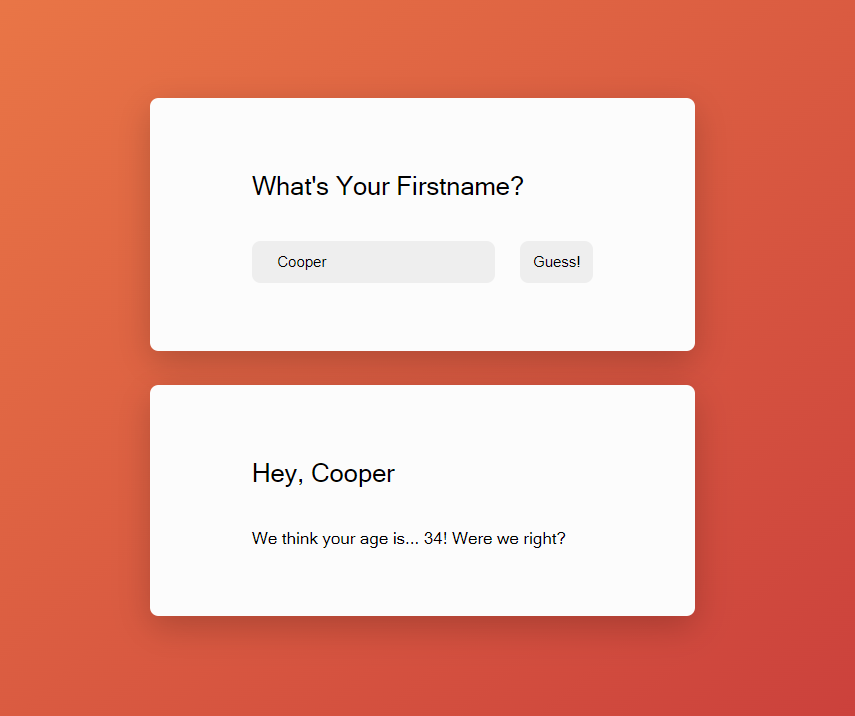 What's Your Firstname?
Cooper Guess!
Hey, Cooper
We think your age is... 34! Were we right?